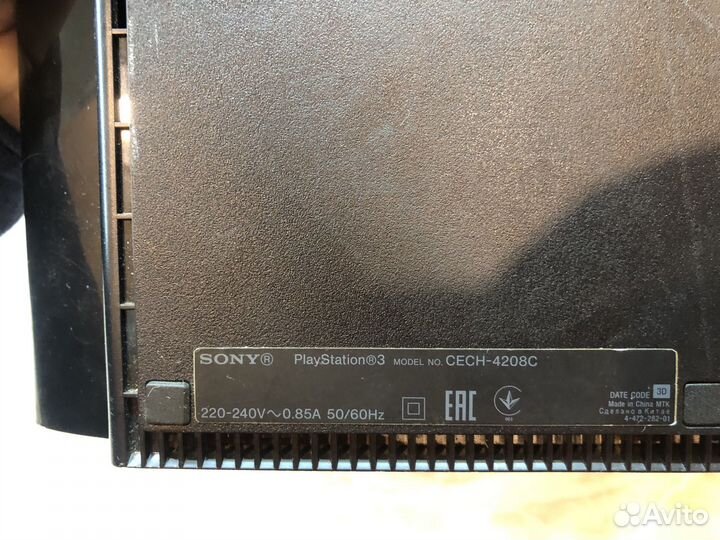 SONY® PlayStation®3 MODEL NO. CECH-4208C
220-240V～0.85A 50/60Hz
EAC
DATE CODE 3D
Made in China MTK
Сделано в Китае
4-472-282-01
Avito